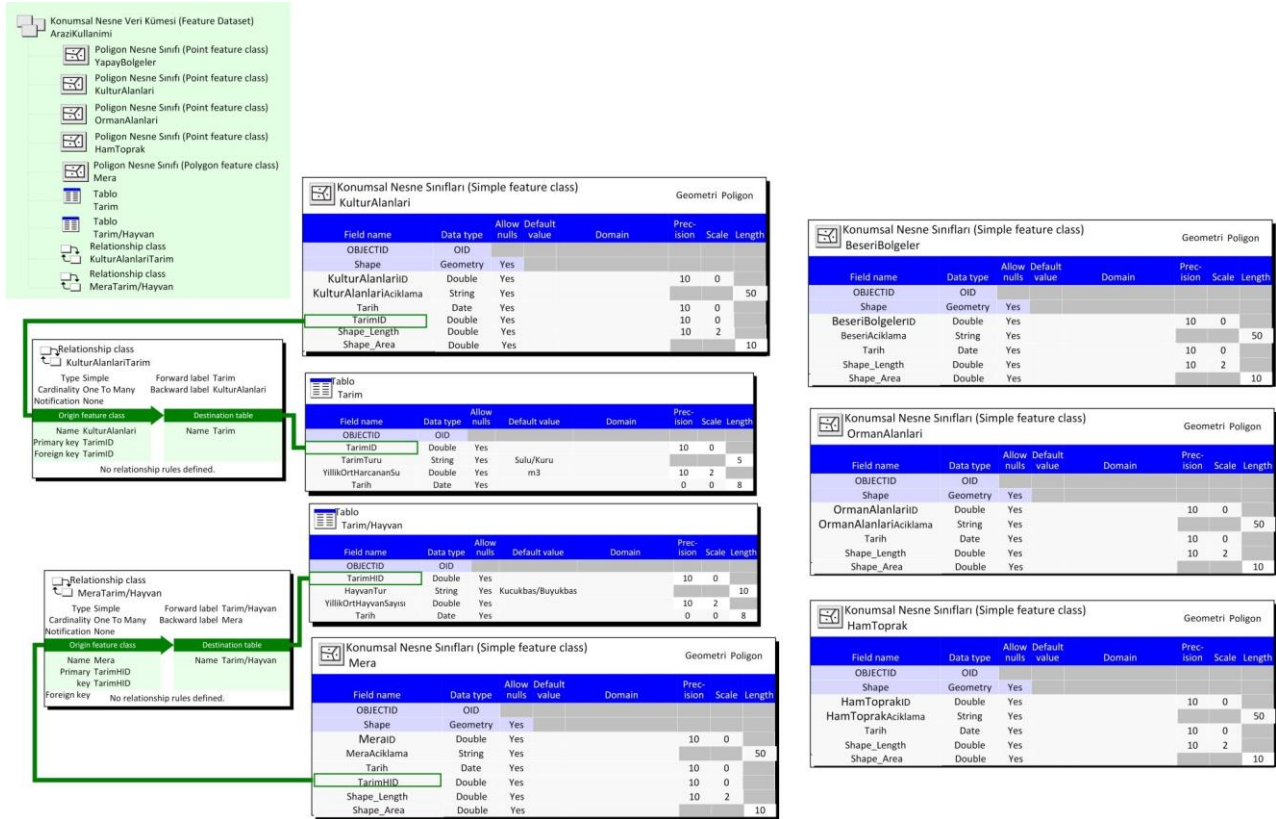 Konumsal Nesne Veri Kümesi (Feature Dataset)
AraziKullanimi
Poligon Nesne Sınıfı (Point feature class)
YapayBolgeler
Poligon Nesne Sınıfı (Point feature class)
KulturAlanlari
Poligon Nesne Sınıfı (Point feature class)
OrmanAlanlari
Poligon Nesne Sınıfı (Point feature class)
HamToprak
Poligon Nesne Sınıfı (Polygon feature class)
Mera
Tablo
Tarim
Tablo
Tarim/Hayvan
Relationship class
KulturAlanlariTarim
Relationship class
MeraTarim/Hayvan
Relationship class
KulturAlanlariTarim
Type Simple Forward label Tarim
Cardinality One To Many Backward label KulturAlanlari
Notification None
Origin feature class Destination table
Name KulturAlanlari Name Tarim
Primary key TarimID
Foreign key TarimID
No relationship rules defined.
Relationship class
MeraTarim/Hayvan
Type Simple Forward label Tarim/Hayvan
Cardinality One To Many Backward label Mera
Notification None
Origin feature class Destination table
Name Mera Name Tarim/Hayvan
Primary TarimHID
key TarimHID
Foreign key
No relationship rules defined.
Konumsal Nesne Sınıfları (Simple feature class)
KulturAlanlari Geometri Poligon
Allow Default Prec-
Field name Data type nulls value Domain ision Scale Length
OBJECTID OID
Shape Geometry Yes
KulturAlanlariID Double Yes 10 0
KulturAlanlariAciklama String Yes 50
Tarih Date Yes 10 0
TarimID Double Yes 10 0
Shape_Length Double Yes 10 2
Shape_Area Double Yes 10
Tablo
Tarim
Allow Prec-
Field name Data type nulls Default value Domain ision Scale Length
OBJECTID OID
TarimID Double Yes 10 0
TarimTuru String Yes Sulu/Kuru 5
YillikOrtHarcananSu Double Yes m3 10 2
Tarih Date Yes 0 0 8
Tablo
Tarim/Hayvan
Allow Prec-
Field name Data type nulls Default value Domain ision Scale Length
OBJECTID OID
TarimHID Double Yes 10 0
HayvanTur String Yes Kucukbas/Buyukbas 10
YillikOrtHayvanSayısı Double Yes 10 2
Tarih Date Yes 0 0 8
Konumsal Nesne Sınıfları (Simple feature class)
Mera Geometri Poligon
Allow Default Prec-
Field name Data type nulls value Domain ision Scale Length
OBJECTID OID
Shape Geometry Yes
MeraID Double Yes 10 0
MeraAciklama String Yes 50
Tarih Date Yes 10 0
TarimHID Double Yes 10 0
Shape_Length Double Yes 10 2
Shape_Area Double Yes 10
Konumsal Nesne Sınıfları (Simple feature class)
BeseriBolgeler Geometri Poligon
Allow Default Prec-
Field name Data type nulls value Domain ision Scale Length
OBJECTID OID
Shape Geometry Yes
BeseriBolgelerID Double Yes 10 0
BeseriAciklama String Yes 50
Tarih Date Yes 10 0
Shape_Length Double Yes 10 2
Shape_Area Double Yes 10
Konumsal Nesne Sınıfları (Simple feature class)
OrmanAlanlari Geometri Poligon
Allow Default Prec-
Field name Data type nulls value Domain ision Scale Length
OBJECTID OID
Shape Geometry Yes
OrmanAlanlariID Double Yes 10 0
OrmanAlanlariAciklama String Yes 50
Tarih Date Yes 10 0
Shape_Length Double Yes 10 2
Shape_Area Double Yes 10
Konumsal Nesne Sınıfları (Simple feature class)
HamToprak Geometri Poligon
Allow Default Prec-
Field name Data type nulls value Domain ision Scale Length
OBJECTID OID
Shape Geometry Yes
HamToprakID Double Yes 10 0
HamToprakAciklama String Yes 50
Tarih Date Yes 10 0
Shape_Length Double Yes 10 2
Shape_Area Double Yes 10